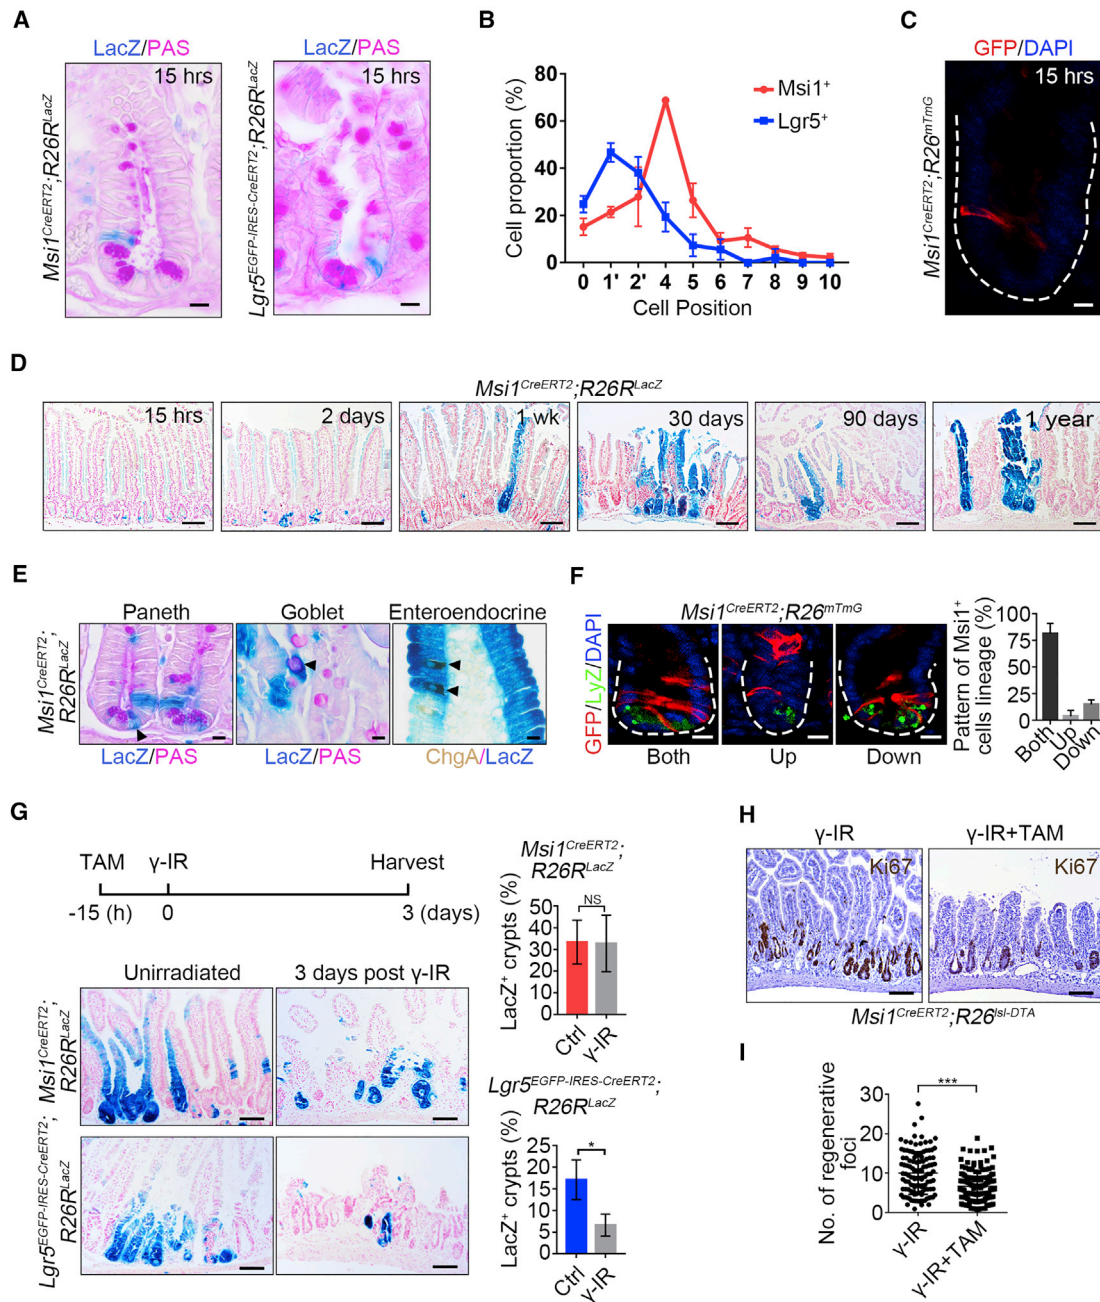 A
LacZ/PAS
LacZ/PAS
Msi1CreERT2;R26RLacZ
15 hrs
Lgr5EGFP-IRES-CreERT2;R26RLacZ
15 hrs
B
Cell proportion (%)
80
60
40
20
0
Msi1+
Lgr5+
0 1' 2' 4 5 6 7 8 9 10
Cell Position
C
GFP/DAPI
Msi1CreERT2;R26mTmG
15 hrs
D
Msi1CreERT2;R26RLacZ
15 hrs
2 days
1 wk
30 days
90 days
1 year
E
Msi1CreERT2;
R26RLacZ
Paneth
Goblet
Enteroendocrine
LacZ/PAS
LacZ/PAS
ChgA/LacZ
F
Msi1CreERT2;R26mTmG
GFP/LyZ/DAPI
Both
Up
Down
Pattern of Msi1+
cells lineage (%)
100
75
50
25
0
Both
Up
Down
G
TAM
γ-IR
Harvest
-15 (h)
0
3 (days)
Unirradiated
3 days post γ-IR
Msi1CreERT2;
R26RLacZ
Lgr5EGFP-IRES-CreERT2;
R26RLacZ
Msi1CreERT2;
R26RLacZ
LacZ+ crypts (%)
50
40
30
20
10
0
NS
Ctrl
γ-IR
Lgr5EGFP-IRES-CreERT2;
R26RLacZ
LacZ+ crypts (%)
25
20
15
10
5
0
*
Ctrl
γ-IR
H
γ-IR
γ-IR+TAM
Ki67
Ki67
Msi1CreERT2;R26lsl-DTA
I
No. of regenerative
foci
30
20
10
0
***
γ-IR
γ-IR+TAM